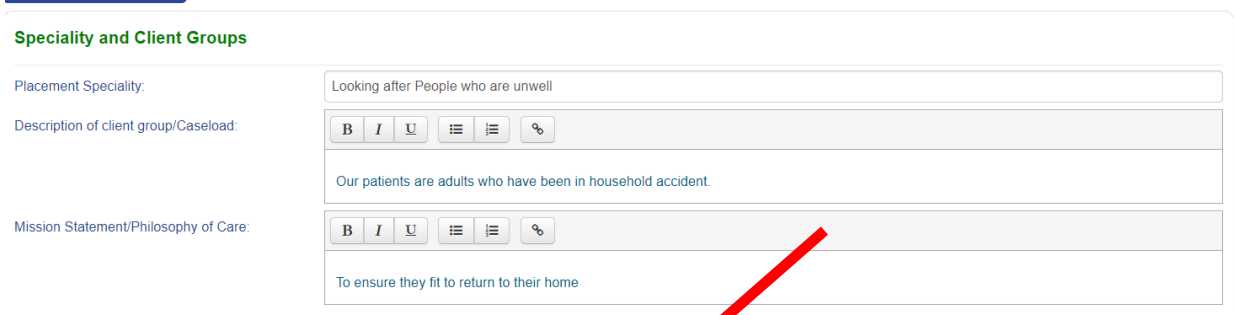 Speciality and Client Groups
Placement Speciality:
Looking after People who are unwell
Description of client group/Caseload:
B I U
Our patients are adults who have been in household accident.
Mission Statement/Philosophy of Care:
B I U
To ensure they fit to return to their home